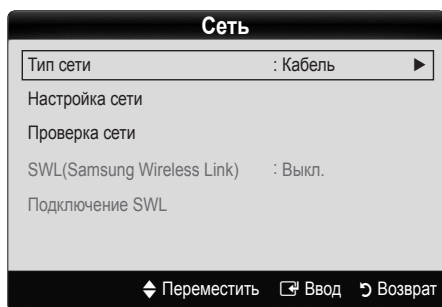 Сеть
Тип сети : Кабель ►
Настройка сети
Проверка сети
SWL(Samsung Wireless Link) : Выкл.
Подключение SWL
Переместить Ввод Возврат